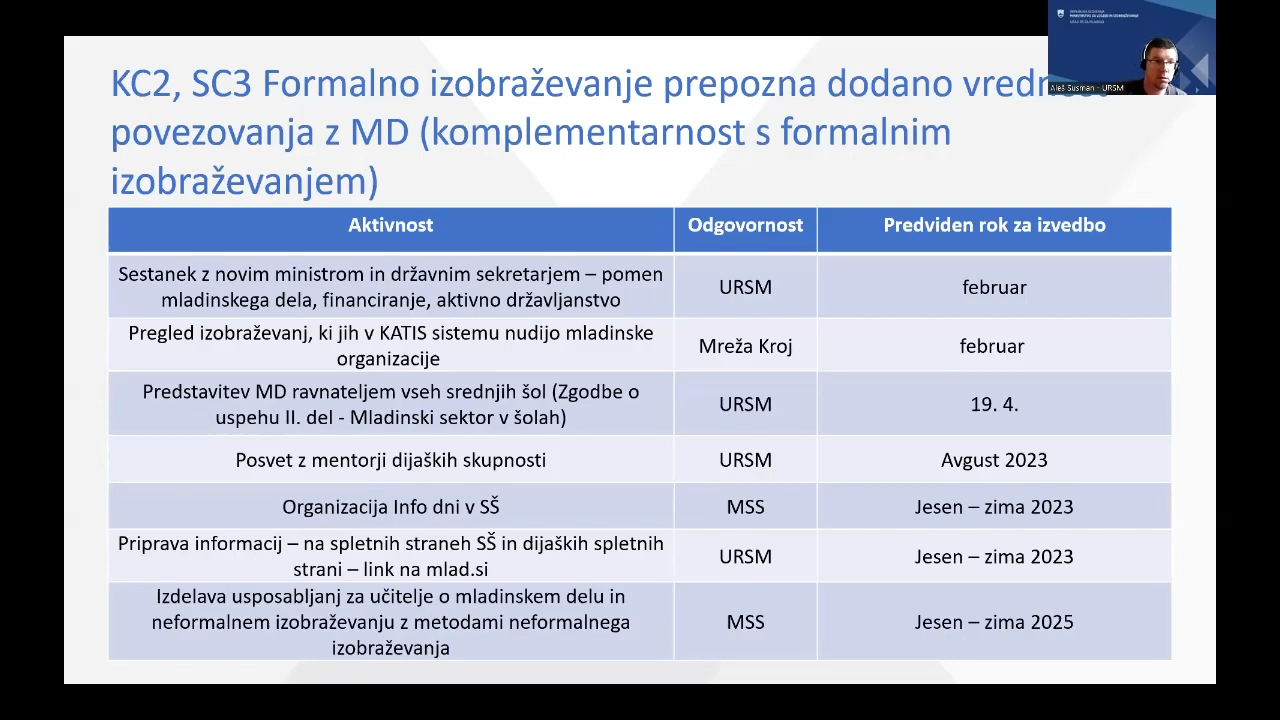 REPUBLIKA SLOVENIJA
Aleš Susman - URSM
KC2, SC3 Formalno izobraževanje prepozna dodano
povezovanja z MD (komplementarnost s formalnim
izobraževanjem)
Aktivnost Odgovornost Predviden rok za izvedbo
Sestanek z novim ministrom in državnim sekretarjem – pomen
mladinskega dela, financiranje, aktivno državljanstvo
URSM
februar
Pregled izobraževanj, ki jih v KATIS sistemu nudijo mladinske
organizacije
Mreža Kroj
februar
Predstavitev MD ravnateljem vseh srednjih šol (Zgodbe o
uspehu II. del - Mladinski sektor v šolah)
URSM
19. 4.
Posvet z mentorji dijaških skupnosti
URSM
Avgust 2023
Organizacija Info dni v SŠ
MSS
Jesen – zima 2023
Priprava informacij – na spletnih straneh SŠ in dijaških spletnih
strani – link na mlad.si
URSM
Jesen – zima 2023
Izdelava usposabljanj za učitelje o mladinskem delu in
neformalnem izobraževanju z metodami neformalnega
izobraževanja
MSS
Jesen – zima 2025